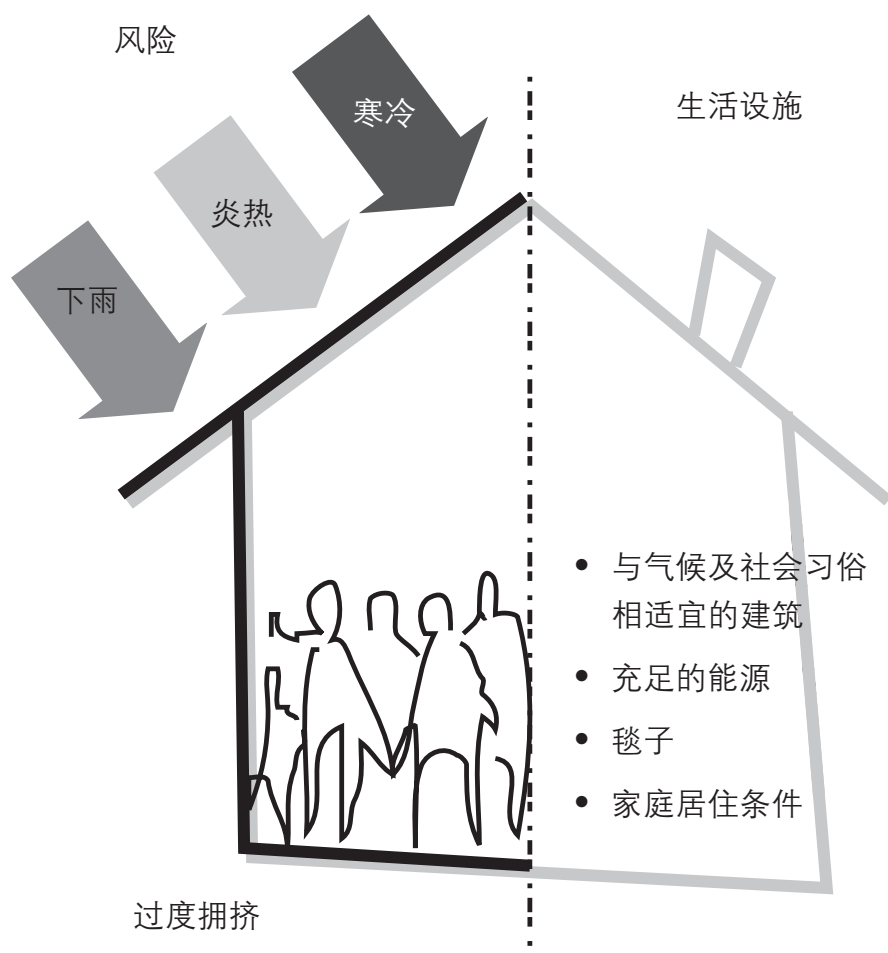 风险
寒冷
生活设施
炎热
下雨
• 与气候及社会习俗
相适宜的建筑
• 充足的能源
• 毯子
• 家庭居住条件
过度拥挤